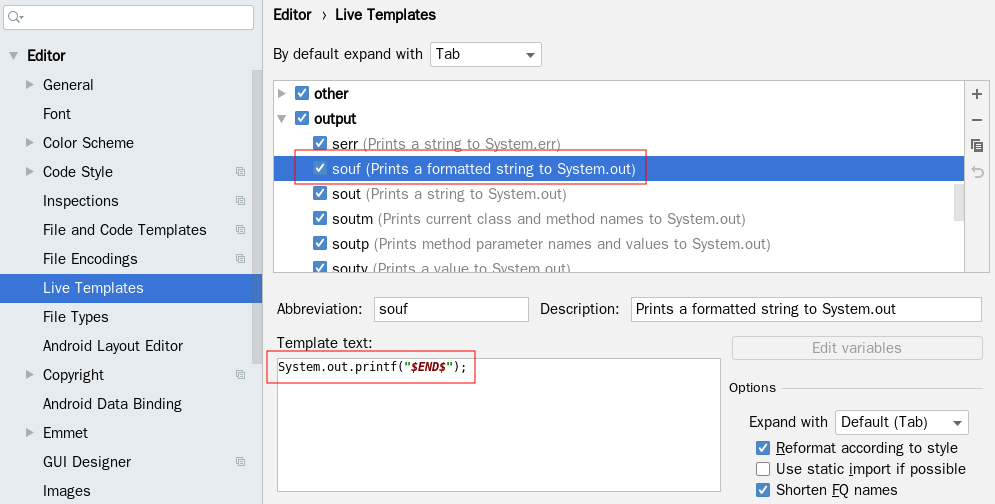 Editor › Live Templates
By default expand with Tab
Editor
General
Font
Color Scheme
Code Style
Inspections
File and Code Templates
File Encodings
Live Templates
File Types
Android Layout Editor
Copyright
Android Data Binding
Emmet
GUI Designer
Images
other
output
serr (Prints a string to System.err)
souf (Prints a formatted string to System.out)
sout (Prints a string to System.out)
soutm (Prints current class and method names to System.out)
soutp (Prints method parameter names and values to System.out)
soutv (Prints a value to System.out)
Abbreviation: souf Description: Prints a formatted string to System.out
Template text:
System.out.printf("$END$");
Edit variables
Options
Expand with Default (Tab)
Reformat according to style
Use static import if possible
Shorten FQ names